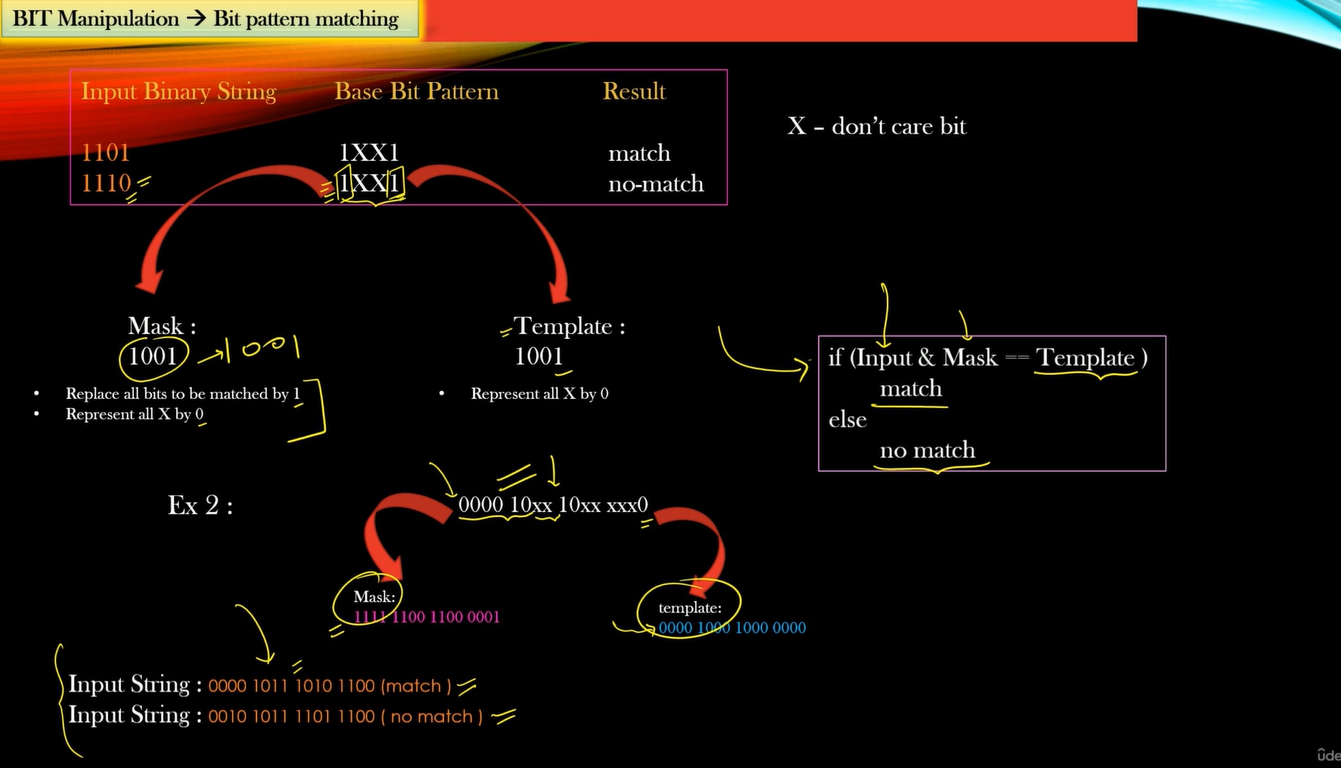 BIT Manipulation → Bit pattern matching
Input Binary String Base Bit Pattern Result
1101 1XX1 match
1110 1XX1 no-match
X – don't care bit
Mask :
1001 → 1001
• Replace all bits to be matched by 1
• Represent all X by 0
Template :
1001
• Represent all X by 0
if (Input & Mask == Template )
match
else
no match
Ex 2 :
0000 10xx 10xx xxx0
Mask:
1111 1100 1100 0001
template:
0000 1000 1000 0000
Input String : 0000 1011 1010 1100 (match )
Input String : 0010 1011 1101 1100 ( no match )